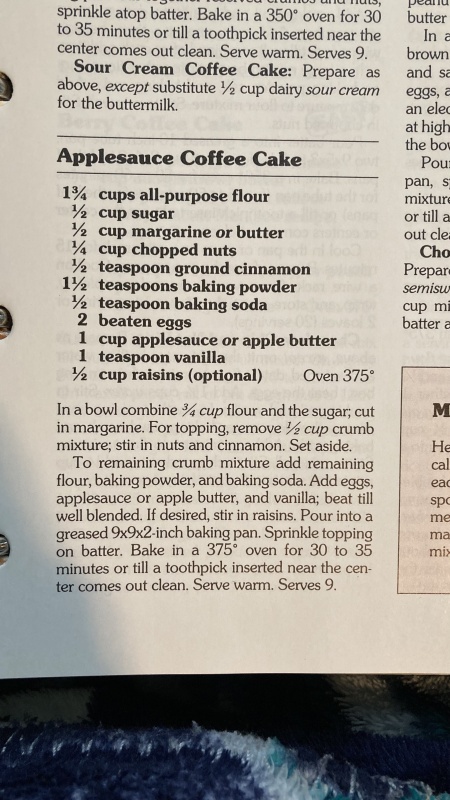 sprinkle atop batter. Bake in a 350° oven for 30
to 35 minutes or till a toothpick inserted near the
center comes out clean. Serve warm. Serves 9.
Sour Cream Coffee Cake: Prepare as
above, except substitute ½ cup dairy sour cream
for the buttermilk.
Applesauce Coffee Cake
1¾ cups all-purpose flour
½ cup sugar
½ cup margarine or butter
¼ cup chopped nuts
½ teaspoon ground cinnamon
1½ teaspoons baking powder
½ teaspoon baking soda
2 beaten eggs
1 cup applesauce or apple butter
1 teaspoon vanilla
½ cup raisins (optional) Oven 375°
In a bowl combine ¾ cup flour and the sugar; cut
in margarine. For topping, remove ½ cup crumb
mixture; stir in nuts and cinnamon. Set aside.
To remaining crumb mixture add remaining
flour, baking powder, and baking soda. Add eggs,
applesauce or apple butter, and vanilla; beat till
well blended. If desired, stir in raisins. Pour into a
greased 9x9x2-inch baking pan. Sprinkle topping
on batter. Bake in a 375° oven for 30 to 35
minutes or till a toothpick inserted near the cen-
ter comes out clean. Serve warm. Serves 9.
butter
In a
brown
and sa
eggs, a
an elec
at high
the bow
Pour
pan, s
mixture
or till a
out clea
Cho
Prepare
semisw
cup mi
batter a
M
He
cal
eac
spo
me
ma
mix